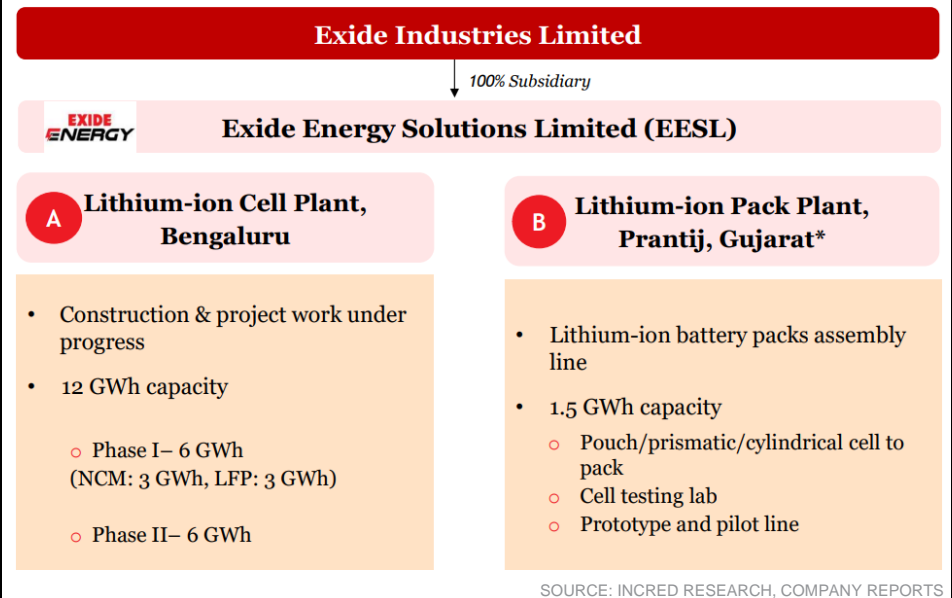 Exide Industries Limited
100% Subsidiary
EXIDE
ENERGY
Exide Energy Solutions Limited (EESL)
A
Lithium-ion Cell Plant,
Bengaluru
• Construction & project work under
progress
• 12 GWh capacity
○ Phase I– 6 GWh
(NCM: 3 GWh, LFP: 3 GWh)
○ Phase II– 6 GWh
B
Lithium-ion Pack Plant,
Prantij, Gujarat*
• Lithium-ion battery packs assembly
line
• 1.5 GWh capacity
○ Pouch/prismatic/cylindrical cell to
pack
○ Cell testing lab
○ Prototype and pilot line
SOURCE: INCRED RESEARCH, COMPANY REPORTS